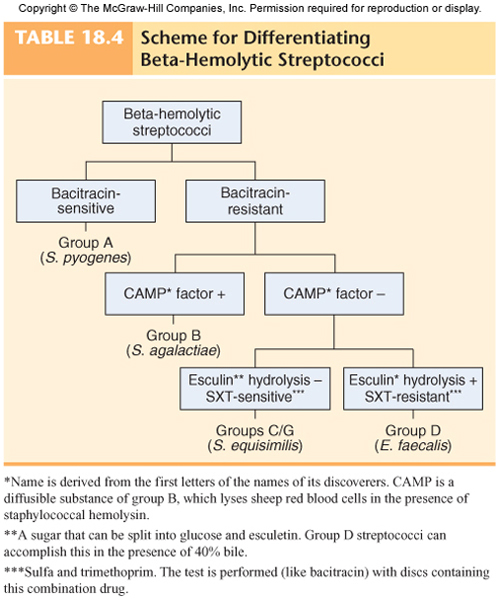 Copyright © The McGraw-Hill Companies, Inc. Permission required for reproduction or display.
TABLE 18.4 Scheme for Differentiating
Beta-Hemolytic Streptococci
Beta-hemolytic
streptococci
Bacitracin-
sensitive
Bacitracin-
resistant
Group A
(S. pyogenes)
CAMP* factor +
CAMP* factor –
Group B
(S. agalactiae)
Esculin** hydrolysis –
SXT-sensitive***
Esculin* hydrolysis +
SXT-resistant***
Groups C/G
(S. equisimilis)
Group D
(E. faecalis)
*Name is derived from the first letters of the names of its discoverers. CAMP is a
diffusible substance of group B, which lyses sheep red blood cells in the presence of
staphylococcal hemolysin.
**A sugar that can be split into glucose and esculetin. Group D streptococci can
accomplish this in the presence of 40% bile.
***Sulfa and trimethoprim. The test is performed (like bacitracin) with discs containing
this combination drug.